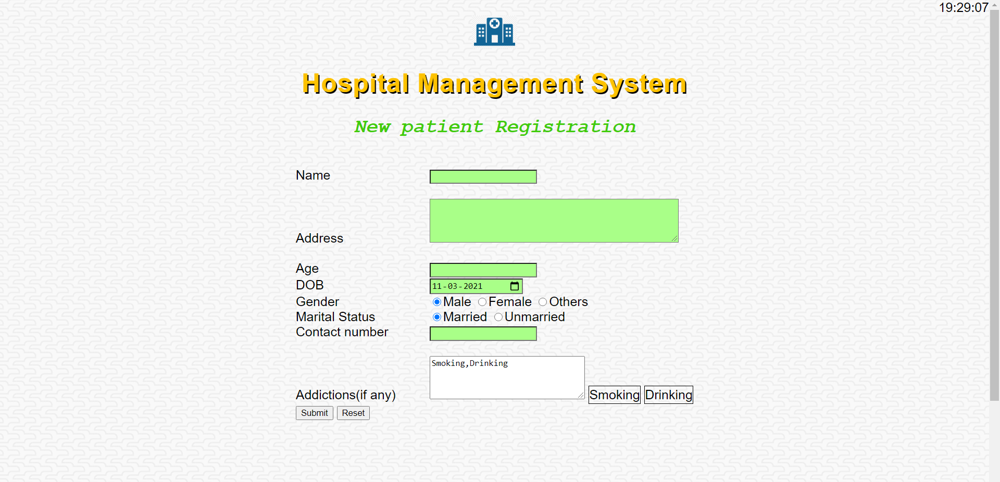 19:29:07
Hospital Management System
New patient Registration
Name
Address
Age
DOB 11-03-2021
Gender Male Female Others
Marital Status Married Unmarried
Contact number
Smoking,Drinking
Addictions(if any) Smoking Drinking
Submit Reset